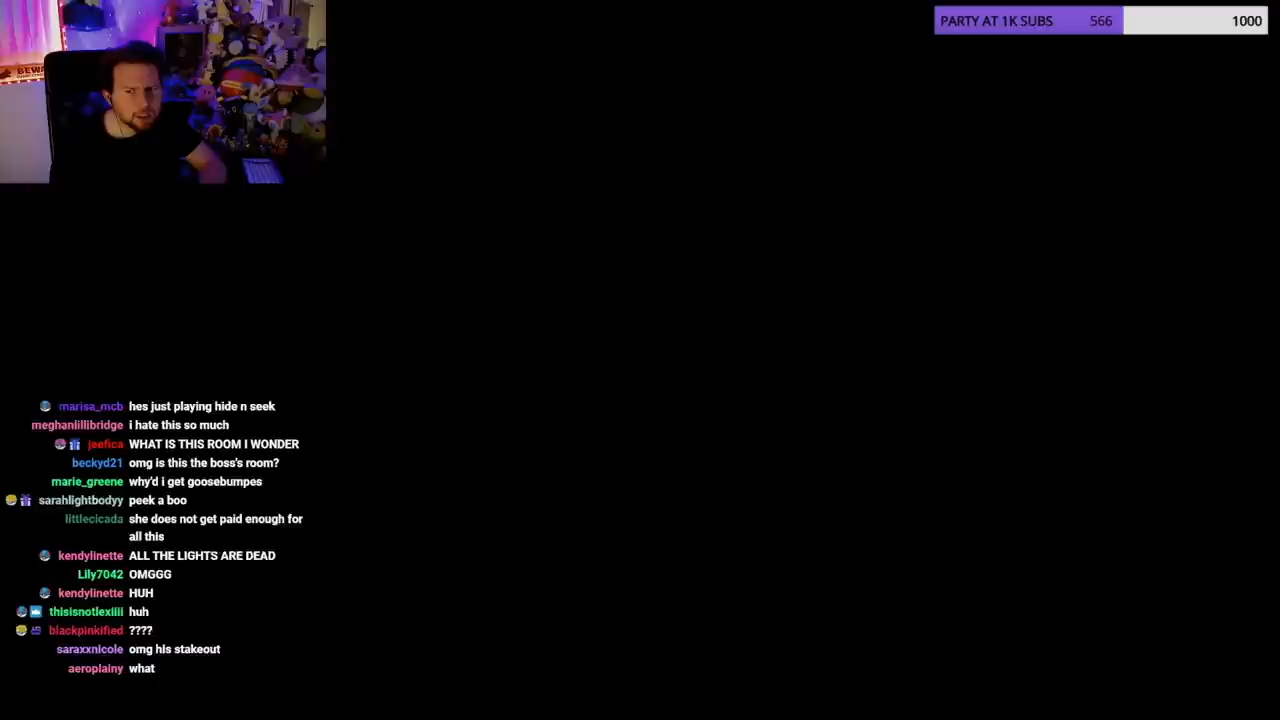 BEWA
PARTY AT 1K SUBS 566 1000
marisa_mcb hes just playing hide n seek
meghanlillibridge i hate this so much
jeefica WHAT IS THIS ROOM I WONDER
beckyd21 omg is this the boss's room?
marie_greene why'd i get goosebumpes
sarahlightbodyy peek a boo
littlecicada she does not get paid enough for
all this
kendylinette ALL THE LIGHTS ARE DEAD
Lily7042 OMGGG
kendylinette HUH
thisisnotlexiiii huh
blackpinkified ????
saraxxnicole omg his stakeout
aeroplainy what